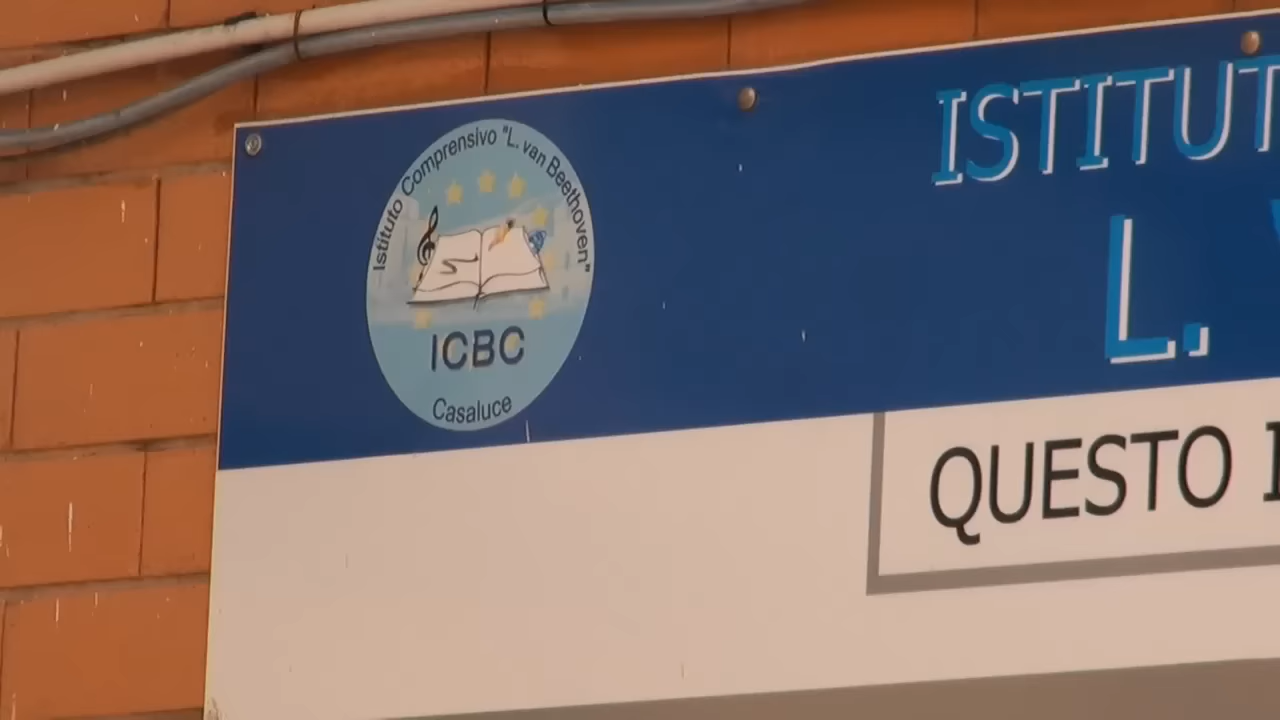 Istituto Comprensivo "L. van Beethoven"
ICBC
Casaluce
ISTITUT
L.
QUESTO